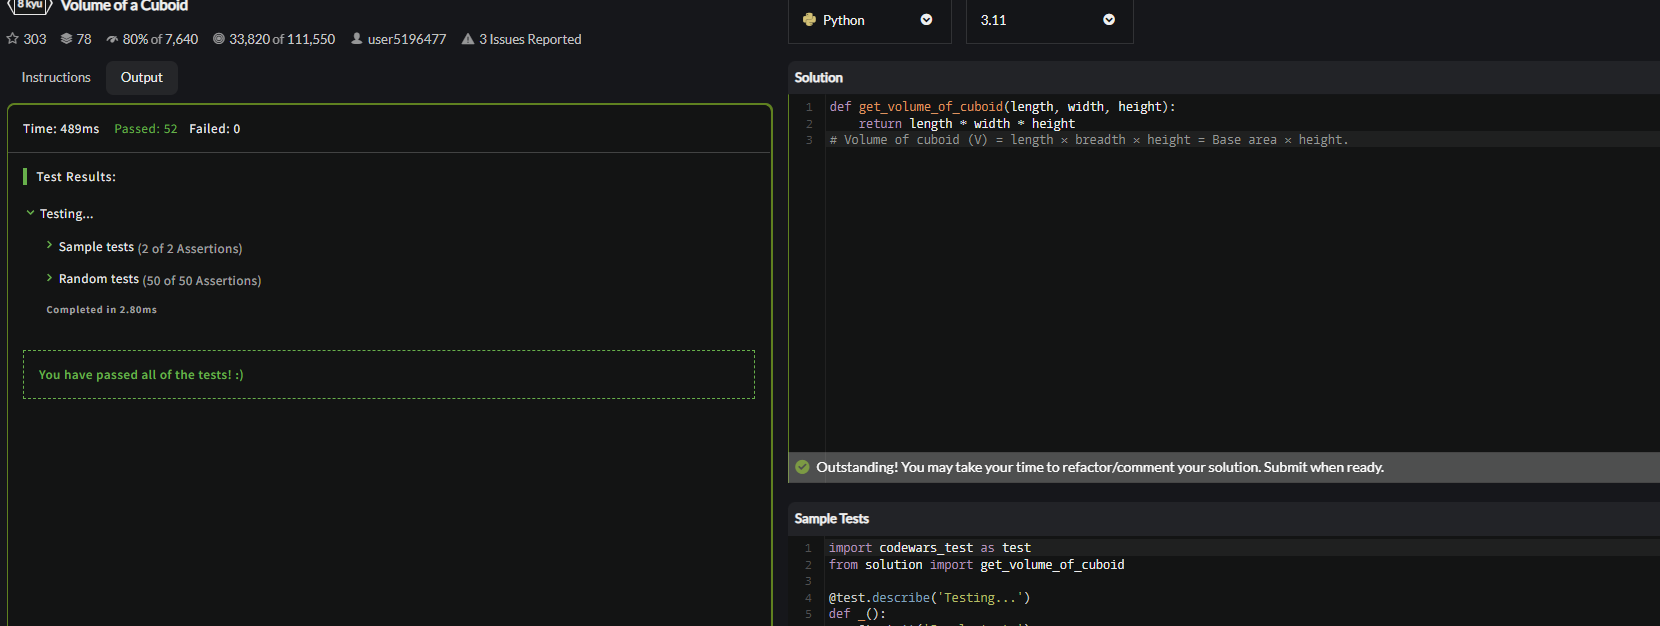 8 kyu Volume of a Cuboid
303 78 80% of 7,640 33,820 of 111,550 user5196477 3 Issues Reported
Instructions Output
Time: 489ms Passed: 52 Failed: 0
Test Results:
Testing...
Sample tests (2 of 2 Assertions)
Random tests (50 of 50 Assertions)
Completed in 2.80ms
You have passed all of the tests! :)
Python 3.11
Solution
1 def get_volume_of_cuboid(length, width, height):
2 return length * width * height
3 # Volume of cuboid (V) = length × breadth × height = Base area × height.
Outstanding! You may take your time to refactor/comment your solution. Submit when ready.
Sample Tests
1 import codewars_test as test
2 from solution import get_volume_of_cuboid
3
4 @test.describe('Testing...')
5 def _():